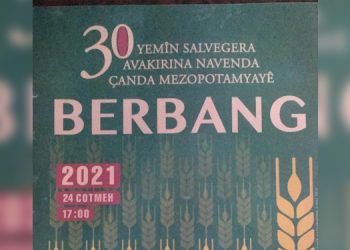 30 YEMÎN SALVEGERA
AVAKIRINA NAVENDA
ÇANDA MEZOPOTAMYAYÊ
BERBANG
2021
24 COTMEH
17:00